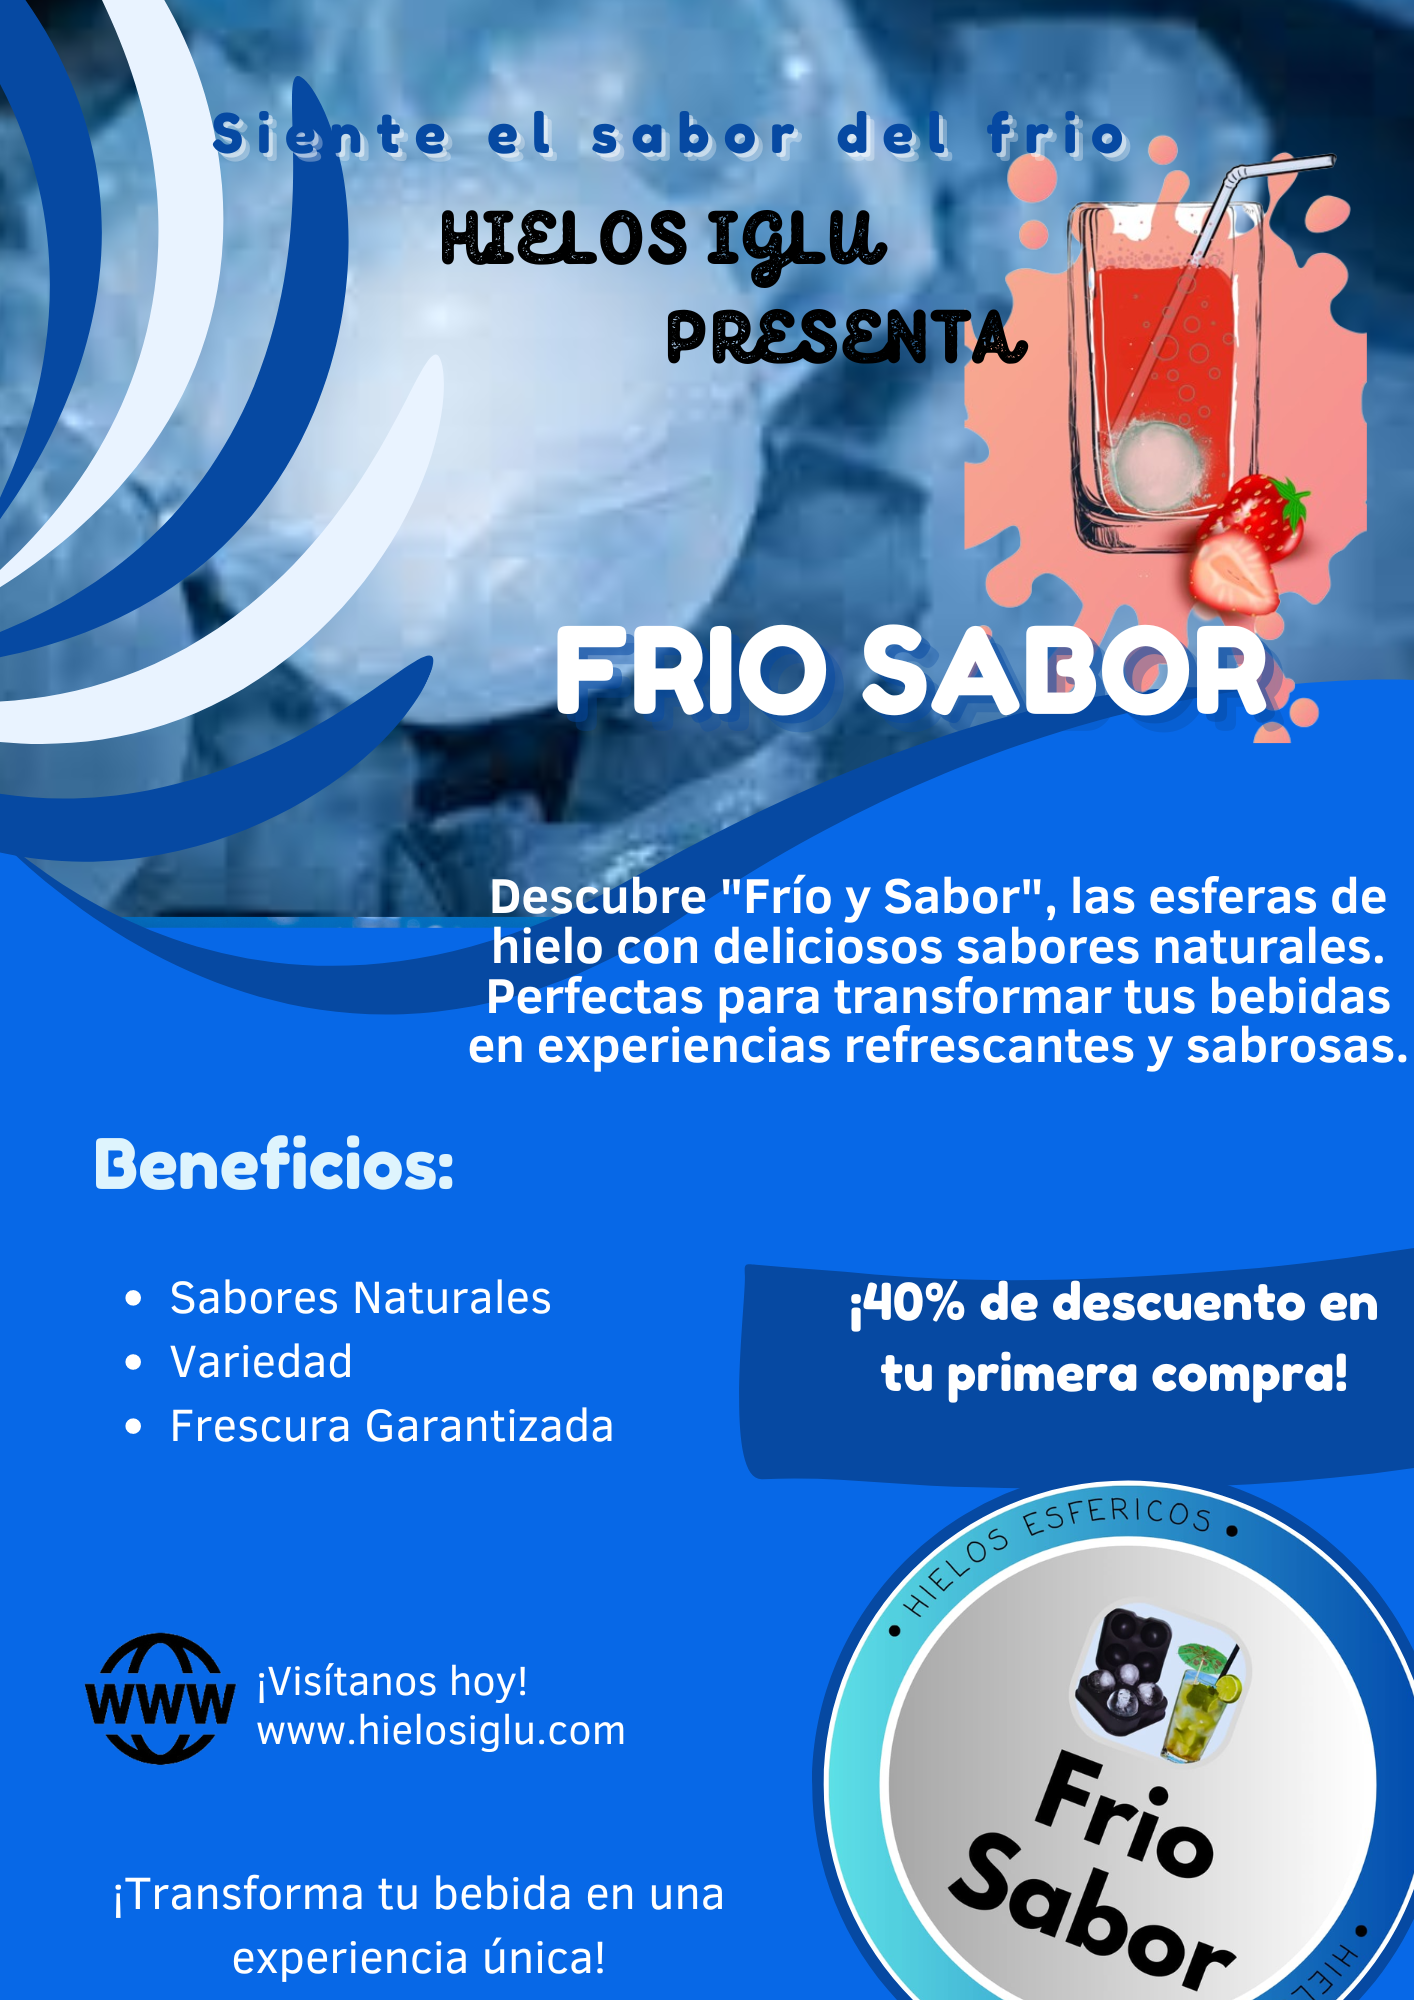 Siente el sabor del frio
HIELOS IGLU
PRESENTA
FRIO SABOR
Descubre "Frío y Sabor", las esferas de
hielo con deliciosos sabores naturales.
Perfectas para transformar tus bebidas
en experiencias refrescantes y sabrosas.
Beneficios:
• Sabores Naturales
• Variedad
• Frescura Garantizada
¡40% de descuento en
tu primera compra!
• HIELOS ESFERICOS •
Frio
Sabor
• HIEL
WWW
¡Visítanos hoy!
www.hielosiglu.com
¡Transforma tu bebida en una
experiencia única!